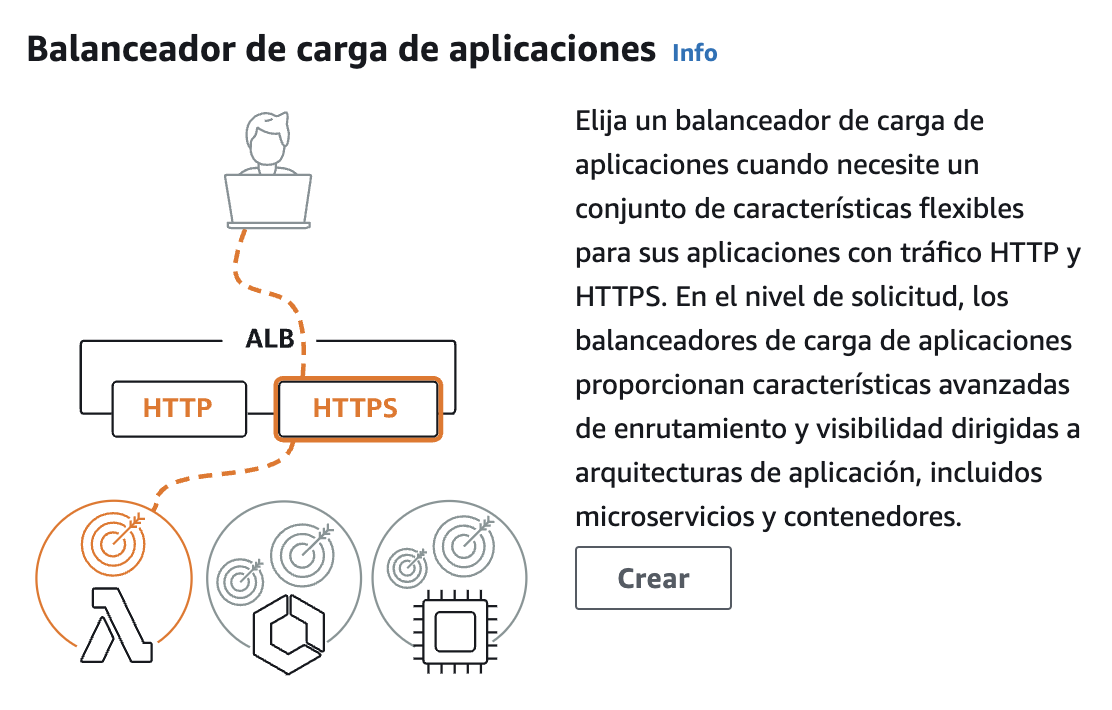 Balanceador de carga de aplicaciones Info
ALB
HTTP
HTTPS
Elija un balanceador de carga de
aplicaciones cuando necesite un
conjunto de características flexibles
para sus aplicaciones con tráfico HTTP y
HTTPS. En el nivel de solicitud, los
balanceadores de carga de aplicaciones
proporcionan características avanzadas
de enrutamiento y visibilidad dirigidas a
arquitecturas de aplicación, incluidos
microservicios y contenedores.
Crear